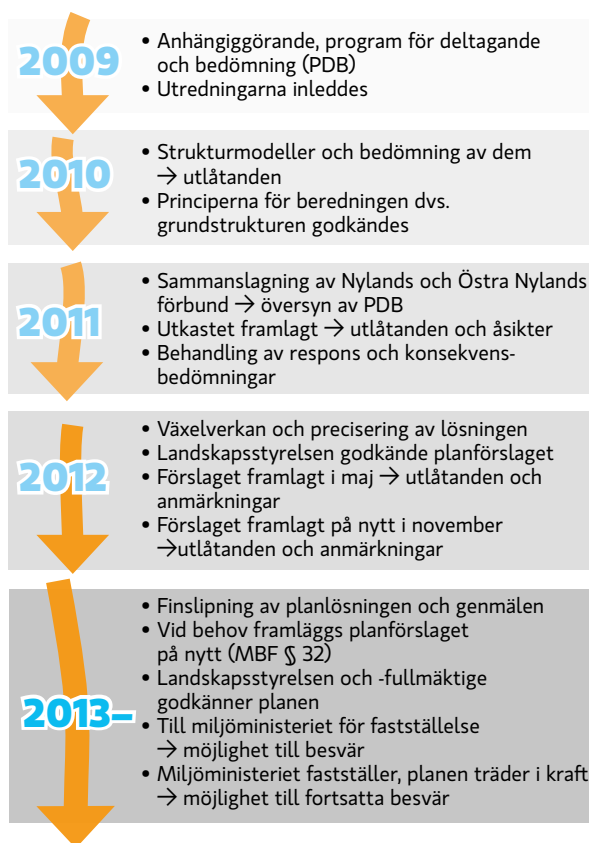 2009
• Anhängiggörande, program för deltagande
och bedömning (PDB)
• Utredningarna inleddes
2010
• Strukturmodeller och bedömning av dem
→ utlåtanden
• Principerna för beredningen dvs.
grundstrukturen godkändes
2011
• Sammanslagning av Nylands och Östra Nylands
förbund → översyn av PDB
• Utkastet framlagt → utlåtanden och åsikter
• Behandling av respons och konsekvens-
bedömningar
2012
• Växelverkan och precisering av lösningen
• Landskapsstyrelsen godkände planförslaget
• Förslaget framlagt i maj → utlåtanden och
anmärkningar
• Förslaget framlagt på nytt i november
→utlåtanden och anmärkningar
2013–
• Finslipning av planlösningen och genmälen
• Vid behov framläggs planförslaget
på nytt (MBF § 32)
• Landskapsstyrelsen och -fullmäktige
godkänner planen
• Till miljöministeriet för fastställelse
→ möjlighet till besvär
• Miljöministeriet fastställer, planen träder i kraft
→ möjlighet till fortsatta besvär